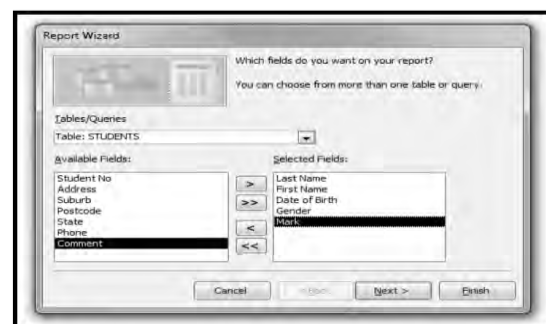 Report Wizard
Which fields do you want on your report?
You can choose from more than one table or query.
Tables/Queries
Table: STUDENTS
Available Fields:
Student No
Address
Suburb
Postcode
State
Phone
Comment
>
>>
<
<<
Selected Fields:
Last Name
First Name
Date of Birth
Gender
Mark
Cancel
Next >
Finish